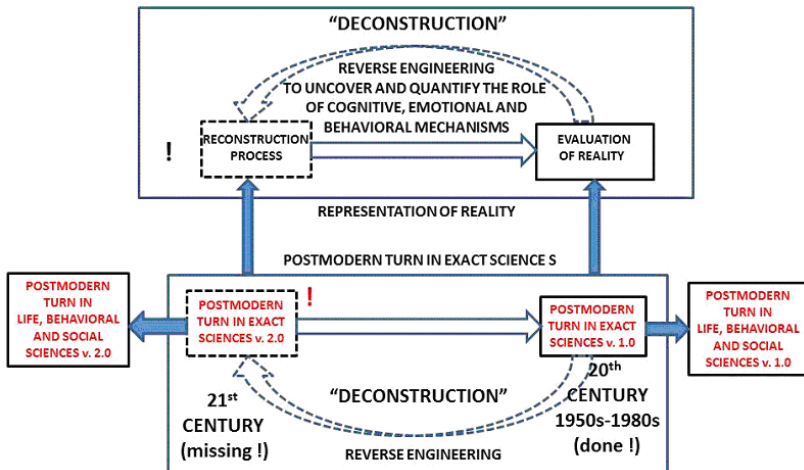 “DECONSTRUCTION”
REVERSE ENGINEERING
TO UNCOVER AND QUANTIFY THE ROLE
OF COGNITIVE, EMOTIONAL AND
BEHAVIORAL MECHANISMS
!
RECONSTRUCTION
PROCESS
EVALUATION
OF REALITY
REPRESENTATION OF REALITY
POSTMODERN TURN IN EXACT SCIENCE S
POSTMODERN
TURN IN
LIFE, BEHAVIORAL
AND SOCIAL
SCIENCES v. 2.0
POSTMODERN
TURN IN EXACT
SCIENCES v. 2.0
!
POSTMODERN
TURN IN EXACT
SCIENCES v. 1.0
POSTMODERN
TURN IN
LIFE, BEHAVIORAL
AND SOCIAL
SCIENCES v. 1.0
21st
CENTURY
(missing !)
“DECONSTRUCTION”
REVERSE ENGINEERING
20th
CENTURY
1950s-1980s
(done !)